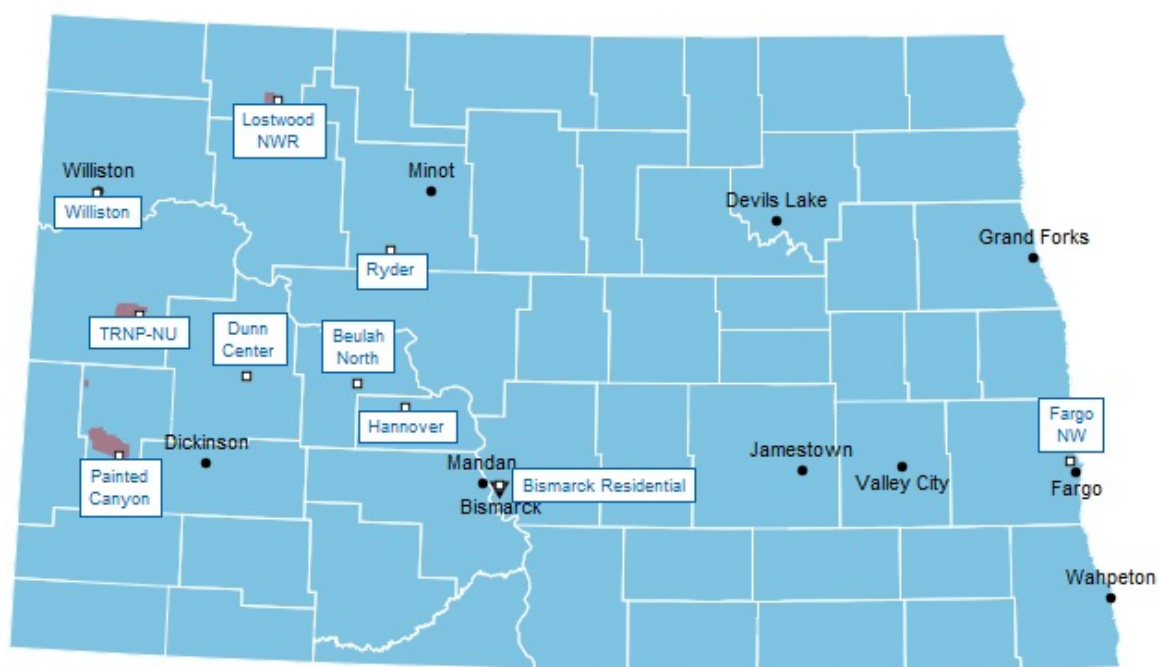 Lostwood
NWR
Williston
Minot
Williston
Devils Lake
Grand Forks
Ryder
TRNP-NU
Dunn
Center
Beulah
North
Hannover
Fargo
NW
Dickinson
Painted
Canyon
Mandan
Bismarck Residential
Bismarck
Jamestown
Valley City
Fargo
Wahpeton